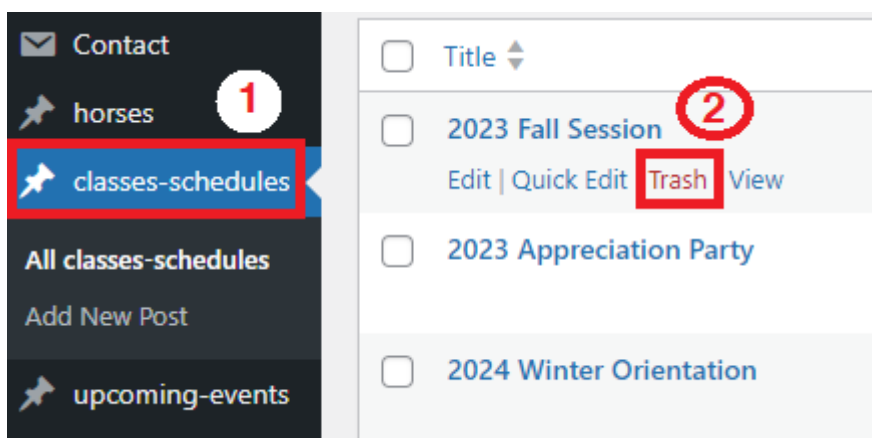 Contact
horses
1
classes-schedules
All classes-schedules
Add New Post
upcoming-events
Title
2023 Fall Session
2
Edit | Quick Edit Trash View
2023 Appreciation Party
2024 Winter Orientation